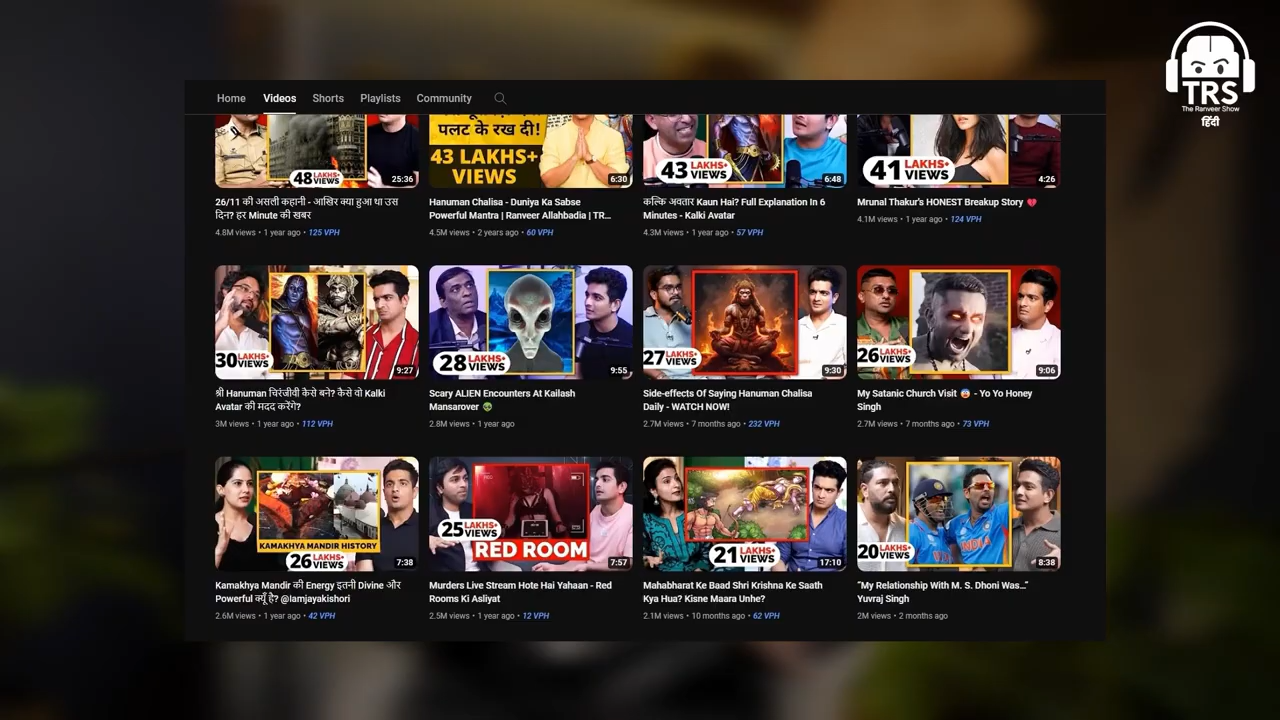 TRS
The Ranveer Show
हिंदी
Home Videos Shorts Playlists Community
पलट के रख दी!
43 LAKHS+
VIEWS
48 LAKHS+ VIEWS
25:36
6:30
43 LAKHS+ VIEWS
6:48
41 LAKHS+ VIEWS
4:26
26/11 की असली कहानी - आखिर क्या हुआ था उस
दिन? हर Minute की खबर
4.8M views • 1 year ago • 125 VPH
Hanuman Chalisa - Duniya Ka Sabse
Powerful Mantra | Ranveer Allahbadia | TR...
4.5M views • 2 years ago • 60 VPH
कल्कि अवतार Kaun Hai? Full Explanation In 6
Minutes - Kalki Avatar
4.3M views • 1 year ago • 57 VPH
Mrunal Thakur's HONEST Breakup Story 💔
4.1M views • 1 year ago • 124 VPH
30 LAKHS+ VIEWS
9:27
28 LAKHS+ VIEWS
9:55
27 LAKHS+ VIEWS
9:30
26 LAKHS+ VIEWS
9:06
श्री Hanuman चिरंजीवी कैसे बने? कैसे वो Kalki
Avatar की मदद करेंगे?
3M views • 1 year ago • 112 VPH
Scary ALIEN Encounters At Kailash
Mansarover 👽
2.8M views • 1 year ago
Side-effects Of Saying Hanuman Chalisa
Daily - WATCH NOW!
2.7M views • 7 months ago • 232 VPH
My Satanic Church Visit 😨 - Yo Yo Honey
Singh
2.7M views • 7 months ago • 73 VPH
KAMAKHYA MANDIR HISTORY
26 LAKHS+ VIEWS
7:38
25 LAKHS+ VIEWS
RED ROOM
7:57
21 LAKHS+ VIEWS
17:10
INDIA
20 LAKHS+ VIEWS
8:38
Kamakhya Mandir की Energy इतनी Divine और
Powerful क्यूँ है? @Iamjayakishori
2.6M views • 1 year ago • 42 VPH
Murders Live Stream Hote Hai Yahaan - Red
Rooms Ki Asliyat
2.5M views • 1 year ago • 12 VPH
Mahabharat Ke Baad Shri Krishna Ke Saath
Kya Hua? Kisne Maara Unhe?
2.1M views • 10 months ago • 62 VPH
"My Relationship With M. S. Dhoni Was..."
Yuvraj Singh
2M views • 2 months ago